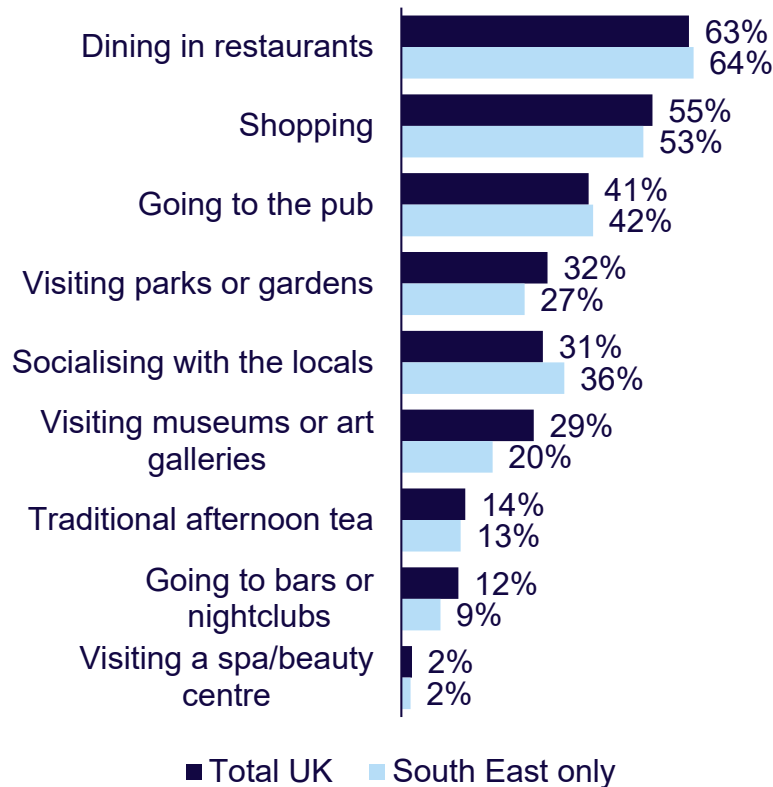 Dining in restaurants
63%
64%
Shopping
55%
53%
Going to the pub
41%
42%
Visiting parks or gardens
32%
27%
Socialising with the locals
31%
36%
Visiting museums or art
galleries
29%
20%
Traditional afternoon tea
14%
13%
Going to bars or
nightclubs
12%
9%
Visiting a spa/beauty
centre
2%
2%
Total UK South East only